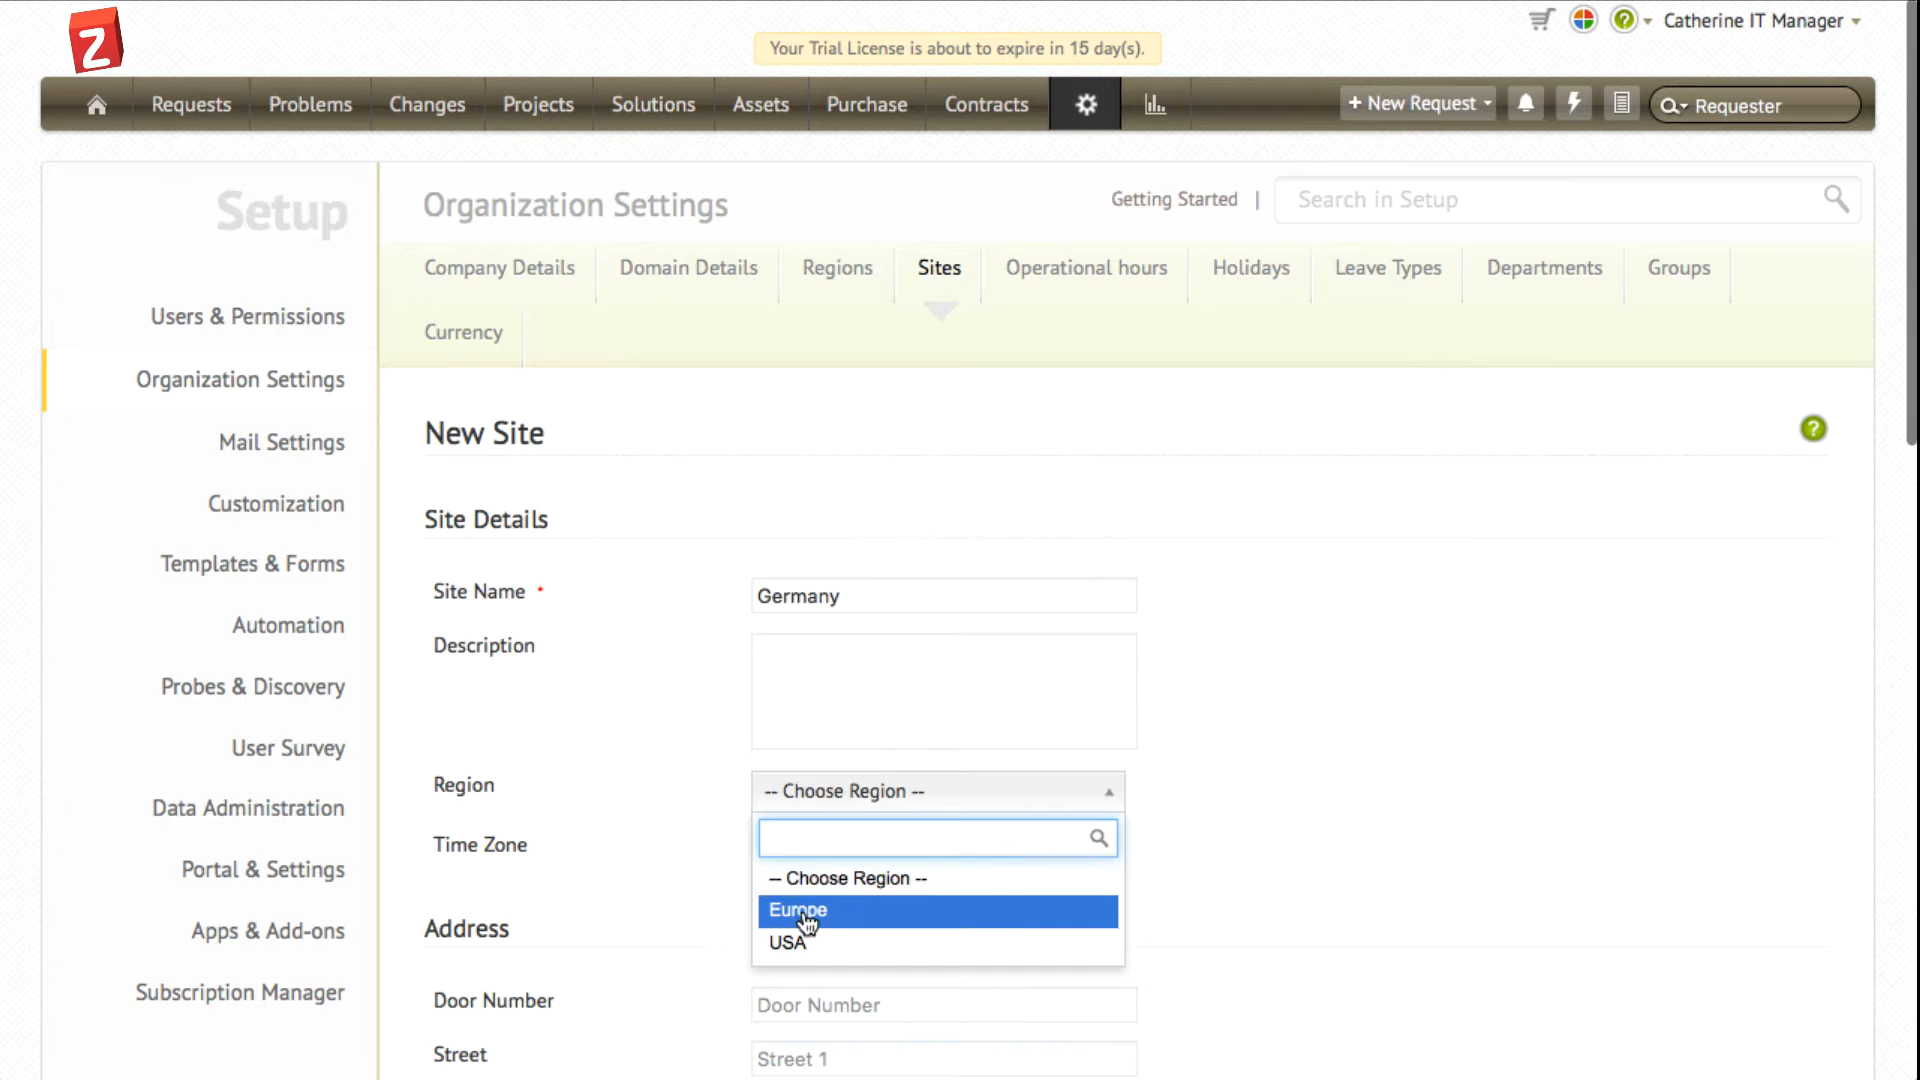 Z
Your Trial License is about to expire in 15 day(s).
Catherine IT Manager
Requests
Problems
Changes
Projects
Solutions
Assets
Purchase
Contracts
+ New Request
Requester
Setup
Users & Permissions
Organization Settings
Mail Settings
Customization
Templates & Forms
Automation
Probes & Discovery
User Survey
Data Administration
Portal & Settings
Apps & Add-ons
Subscription Manager
Organization Settings
Getting Started |
Search in Setup
Company Details
Domain Details
Regions
Sites
Operational hours
Holidays
Leave Types
Departments
Groups
Currency
New Site
?
Site Details
Site Name *
Germany
Description
Region
-- Choose Region --
Time Zone
-- Choose Region --
Europe
USA
Address
Door Number
Door Number
Street
Street 1